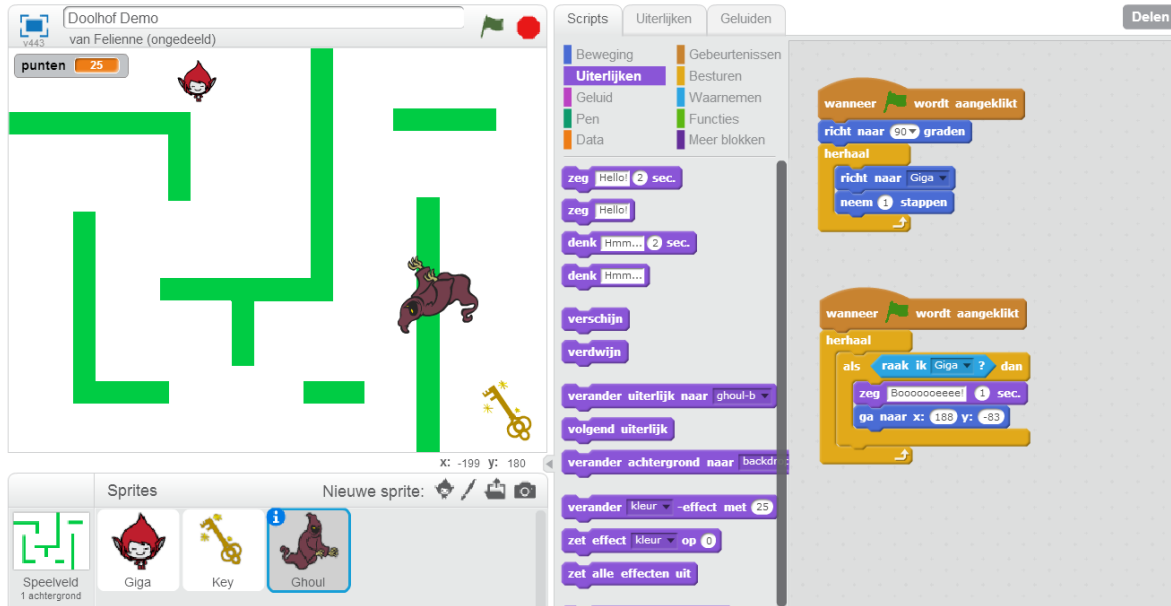 Doolhof Demo
van Felienne (ongedeeld)
v443
punten 25
x: -199 y: 180
Sprites
Nieuwe sprite:
Speelveld
1 achtergrond
Giga
Key
Ghoul
Scripts
Uiterlijken
Geluiden
Delen
Beweging
Gebeurtenissen
Uiterlijken
Besturen
Geluid
Waarnemen
Pen
Functies
Data
Meer blokken
zeg Hello! 2 sec.
zeg Hello!
denk Hmm... 2 sec.
denk Hmm...
verschijn
verdwijn
verander uiterlijk naar ghoul-b
volgend uiterlijk
verander achtergrond naar backdro
verander kleur -effect met 25
zet effect kleur op 0
zet alle effecten uit
wanneer wordt aangeklikt
richt naar 90 graden
herhaal
richt naar Giga
neem 1 stappen
wanneer wordt aangeklikt
herhaal
als raak ik Giga ? dan
zeg Boooooooeeee! 1 sec.
ga naar x: 188 y: -83